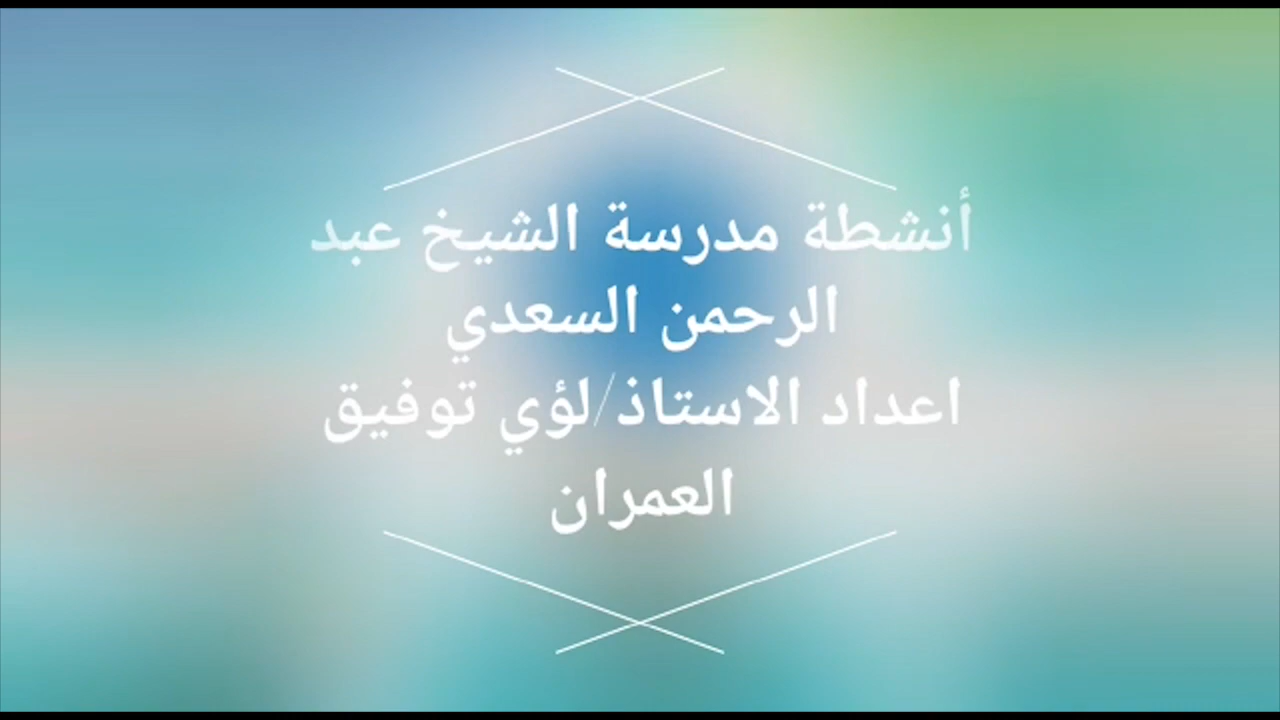 أنشطة مدرسة الشيخ عبد
الرحمن السعدي
اعداد الاستاذ/لؤي توفيق
العمران